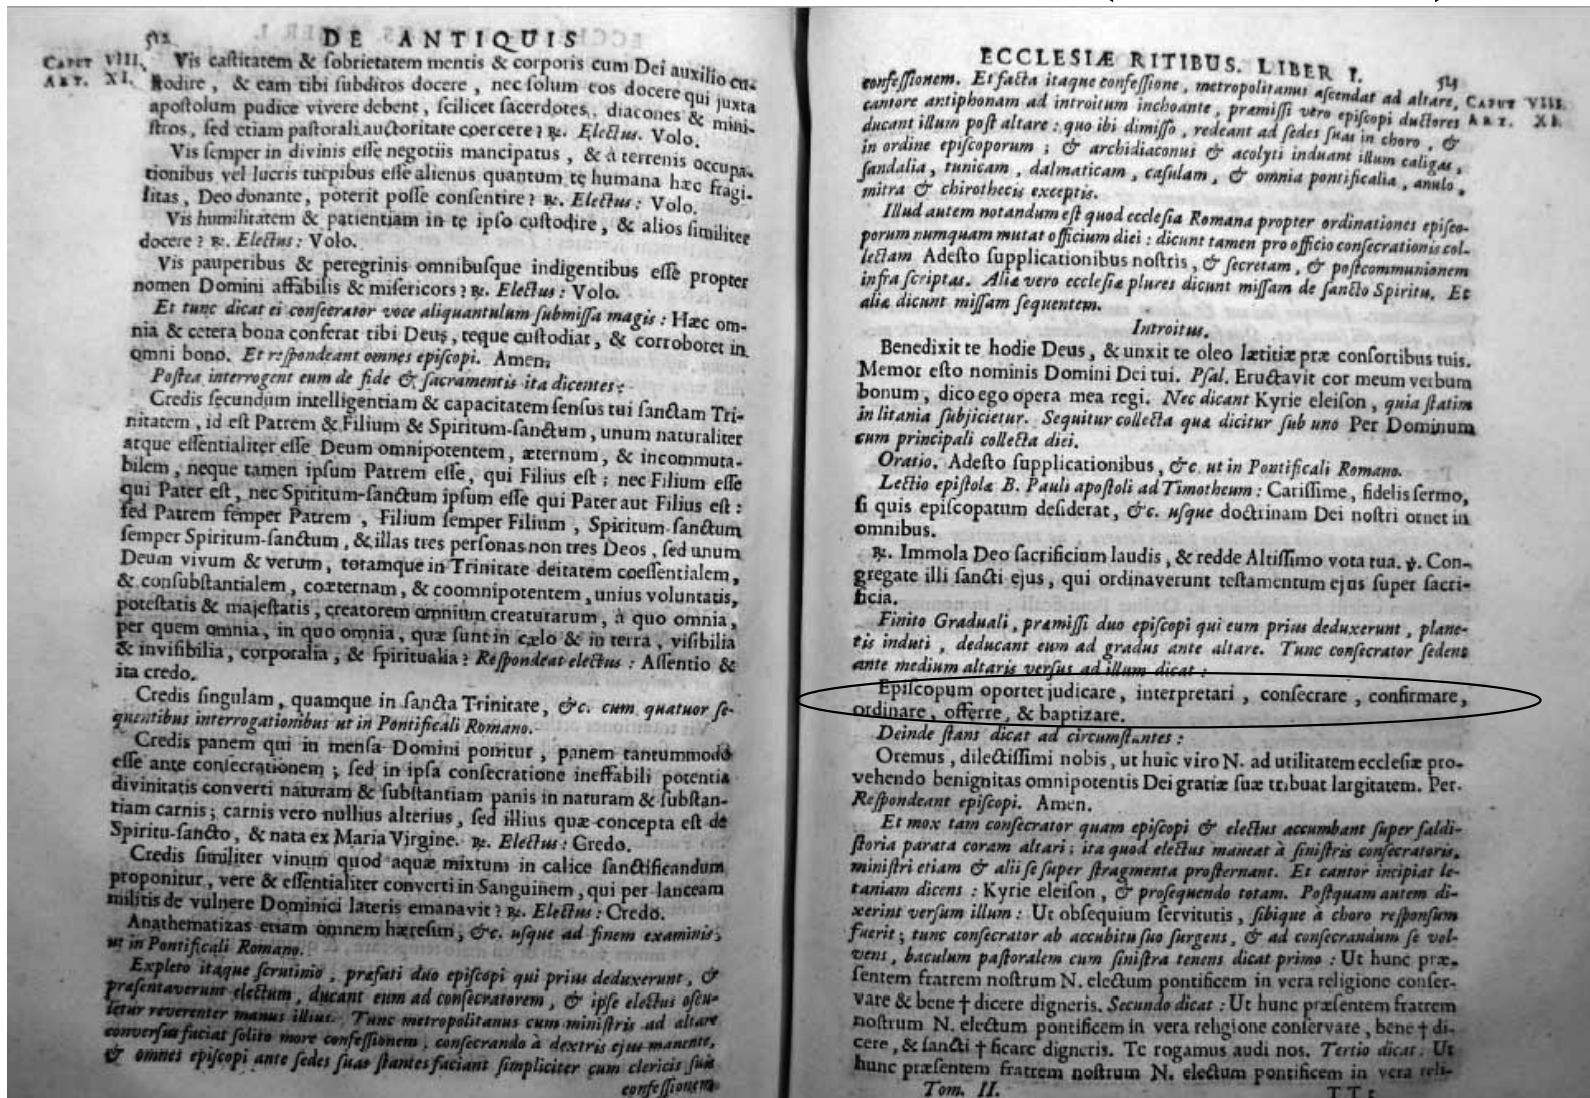 DE ANTIQUIS
CAPUT VIII.
ART. XI.
Vis caſtitatem & ſobrietatem mentis & corporis cum Dei auxilio cu-
ſtodire, & eam tibi ſubditos docere, nec ſolum eos docere qui juxta
apoſtolum pudice vivere debent, ſcilicet ſacerdotes, diacones & mini-
ſtros, ſed etiam paſtorali auctoritate coercere? ℟. Electus. Volo.
Vis ſemper in divinis eſſe negotiis mancipatus, & à terrenis occupa-
tionibus vel lucris turpibus eſſe alienus quantum te humana hæc fragi-
litas, Deo donante, poterit poſſe conſentire? ℟. Electus: Volo.
Vis humilitatem & patientiam in te ipſo cuſtodire, & alios ſimiliter
docere? ℟. Electus: Volo.
Vis pauperibus & peregrinis omnibuſque indigentibus eſſe propter
nomen Domini affabilis & miſericors? ℟. Electus: Volo.
Et tunc dicat ei conſecrator voce aliquantulum ſubmiſſa magis: Hæc om-
nia & cetera bona conferat tibi Deus, teque cuſtodiat, & corroboret in
omni bono. Et reſpondeant omnes epiſcopi. Amen.
Poſtea interrogent eum de fide & ſacramentis ita dicentes:
Credis ſecundum intelligentiam & capacitatem ſenſus tui ſanctam Tri-
nitatem, id eſt Patrem & Filium & Spiritum-ſanctum, unum naturaliter
atque eſſentialiter eſſe Deum omnipotentem, æternum, & incommuta-
bilem, neque tamen ipſum Patrem eſſe, qui Filius eſt; nec Filium eſſe
qui Pater eſt, nec Spiritum-ſanctum ipſum eſſe qui Pater aut Filius eſt:
ſed Patrem ſemper Patrem, Filium ſemper Filium, Spiritum-ſanctum
ſemper Spiritum-ſanctum, & illas tres perſonas non tres Deos, ſed unum
Deum vivum & verum, totamque in Trinitate deitatem coeſſentialem,
& conſubſtantialem, coæternam, & coomnipotentem, unius voluntatis,
poteſtatis & majeſtatis, creatorem omnium creaturarum, à quo omnia,
per quem omnia, in quo omnia, quæ ſunt in cælo & in terra, viſibilia
& inviſibilia, corporalia, & ſpiritualia? Reſpondeat electus: Aſſentio &
ita credo.
Credis ſingulam, quamque in ſancta Trinitate, &c. cum quatuor ſe-
quentibus interrogationibus ut in Pontificali Romano.
Credis panem qui in menſa Domini ponitur, panem tantummodo
eſſe ante conſecrationem; ſed in ipſa conſecratione ineffabili potentia
divinitatis converti naturam & ſubſtantiam panis in naturam & ſubſtan-
tiam carnis; carnis vero nullius alterius, ſed illius quæ concepta eſt de
Spiritu-ſancto, & nata ex Maria Virgine. ℟. Electus: Credo.
Credis ſimiliter vinum quod aquæ mixtum in calice ſanctificandum
proponitur, vere & eſſentialiter converti in Sanguinem, qui per lanceam
militis de vulnere Dominici lateris emanavit? ℟. Electus: Credo.
Anathematizas etiam omnem hæreſim, &c. uſque ad finem examinis,
ut in Pontificali Romano.
Expleto itaque ſcrutinio, præfati duo epiſcopi qui prius deduxerunt, &
præſentaverunt electum, ducant eum ad conſecratorem, & ipſe electus oſcu-
letur reverenter manus illius. Tunc metropolitanus cum miniſtris ad altare
converſus faciat ſolito more confeſſionem, conſecrando à dextris ejus manente,
& omnes epiſcopi ante ſedes ſuas ſtantes faciant ſimpliciter cum clericis ſuis
confeſſionem
ECCLESIÆ RITIBUS. LIBER I.
CAPUT VIII.
ART. XI.
confeſſionem. Et facta itaque confeſſione, metropolitanus aſcendat ad altare,
cantore antiphonam ad introitum inchoante, præmiſſi vero epiſcopi ductores
ducant illum poſt altare: quo ibi dimiſſo, redeant ad ſedes ſuas in choro, &
in ordine epiſcoporum; & archidiaconus & acolyti induant illum caligas,
ſandalia, tunicam, dalmaticam, caſulam, & omnia pontificalia, anulo,
mitra & chirothecis exceptis.
Illud autem notandum eſt quod eccleſia Romana propter ordinationes epiſco-
porum numquam mutat officium diei: dicunt tamen pro officio conſecrationis col-
lectam Adeſto ſupplicationibus noſtris, & ſecretam, & poſtcommunionem
infra ſcriptas. Aliæ vero eccleſiæ plures dicunt miſſam de ſancto Spiritu. Et
aliæ dicunt miſſam ſequentem.
Introitus.
Benedixit te hodie Deus, & unxit te oleo lætitiæ præ conſortibus tuis.
Memor eſto nominis Domini Dei tui. Pſal. Eructavit cor meum verbum
bonum, dico ego opera mea regi. Nec dicant Kyrie eleiſon, quia ſtatim
in litania ſubjicietur. Sequitur collecta quæ dicitur ſub uno Per Dominum
cum principali collecta diei.
Oratio. Adeſto ſupplicationibus, &c. ut in Pontificali Romano.
Lectio epiſtolæ B. Pauli apoſtoli ad Timotheum: Cariſſime, fidelis ſermo,
ſi quis epiſcopatum deſiderat, &c. uſque doctrinam Dei noſtri ornet in
omnibus.
℟. Immola Deo ſacrificium laudis, & redde Altiſſimo vota tua. ℣. Con-
gregate illi ſancti ejus, qui ordinaverunt teſtamentum ejus ſuper ſacri-
ficia.
Finito Graduali, præmiſſi duo epiſcopi qui eum prius deduxerunt, plane-
tis induti, deducant eum ad gradus ante altare. Tunc conſecrator ſedens
ante medium altaris verſus ad illum dicat:
Epiſcopum oportet judicare, interpretari, conſecrare, confirmare,
ordinare, offerre, & baptizare.
Deinde ſtans dicat ad circumſtantes:
Oremus, dilectiſſimi nobis, ut huic viro N. ad utilitatem eccleſiæ pro-
vehendo benignitas omnipotentis Dei gratiæ ſuæ tribuat largitatem. Per.
Reſpondeant epiſcopi. Amen.
Et mox tam conſecrator quam epiſcopi & electus accumbant ſuper faldi-
ſtoria parata coram altari; ita quod electus maneat à ſiniſtris conſecratoris,
miniſtri etiam & alii ſe ſuper ſtragmenta proſternant. Et cantor incipiat le-
taniam dicens: Kyrie eleiſon, & proſequendo totam. Poſtquam autem di-
xerint verſum illum: Ut obſequium ſervitutis, ſibique à choro reſponſum
fuerit; tunc conſecrator ab accubitu ſuo ſurgens, & ad conſecrandum ſe vol-
vens, baculum paſtoralem cum ſiniſtra tenens dicat primo: Ut hunc præ-
ſentem fratrem noſtrum N. electum pontificem in vera religione conſer-
vare & bene † dicere digneris. Secundo dicat: Ut hunc præſentem fratrem
noſtrum N. electum pontificem in vera religione conſervare, bene † di-
cere, & ſancti † ficare digneris. Te rogamus audi nos. Tertio dicat: Ut
hunc præſentem fratrem noſtrum N. electum pontificem in vera reli-
Tom. II.